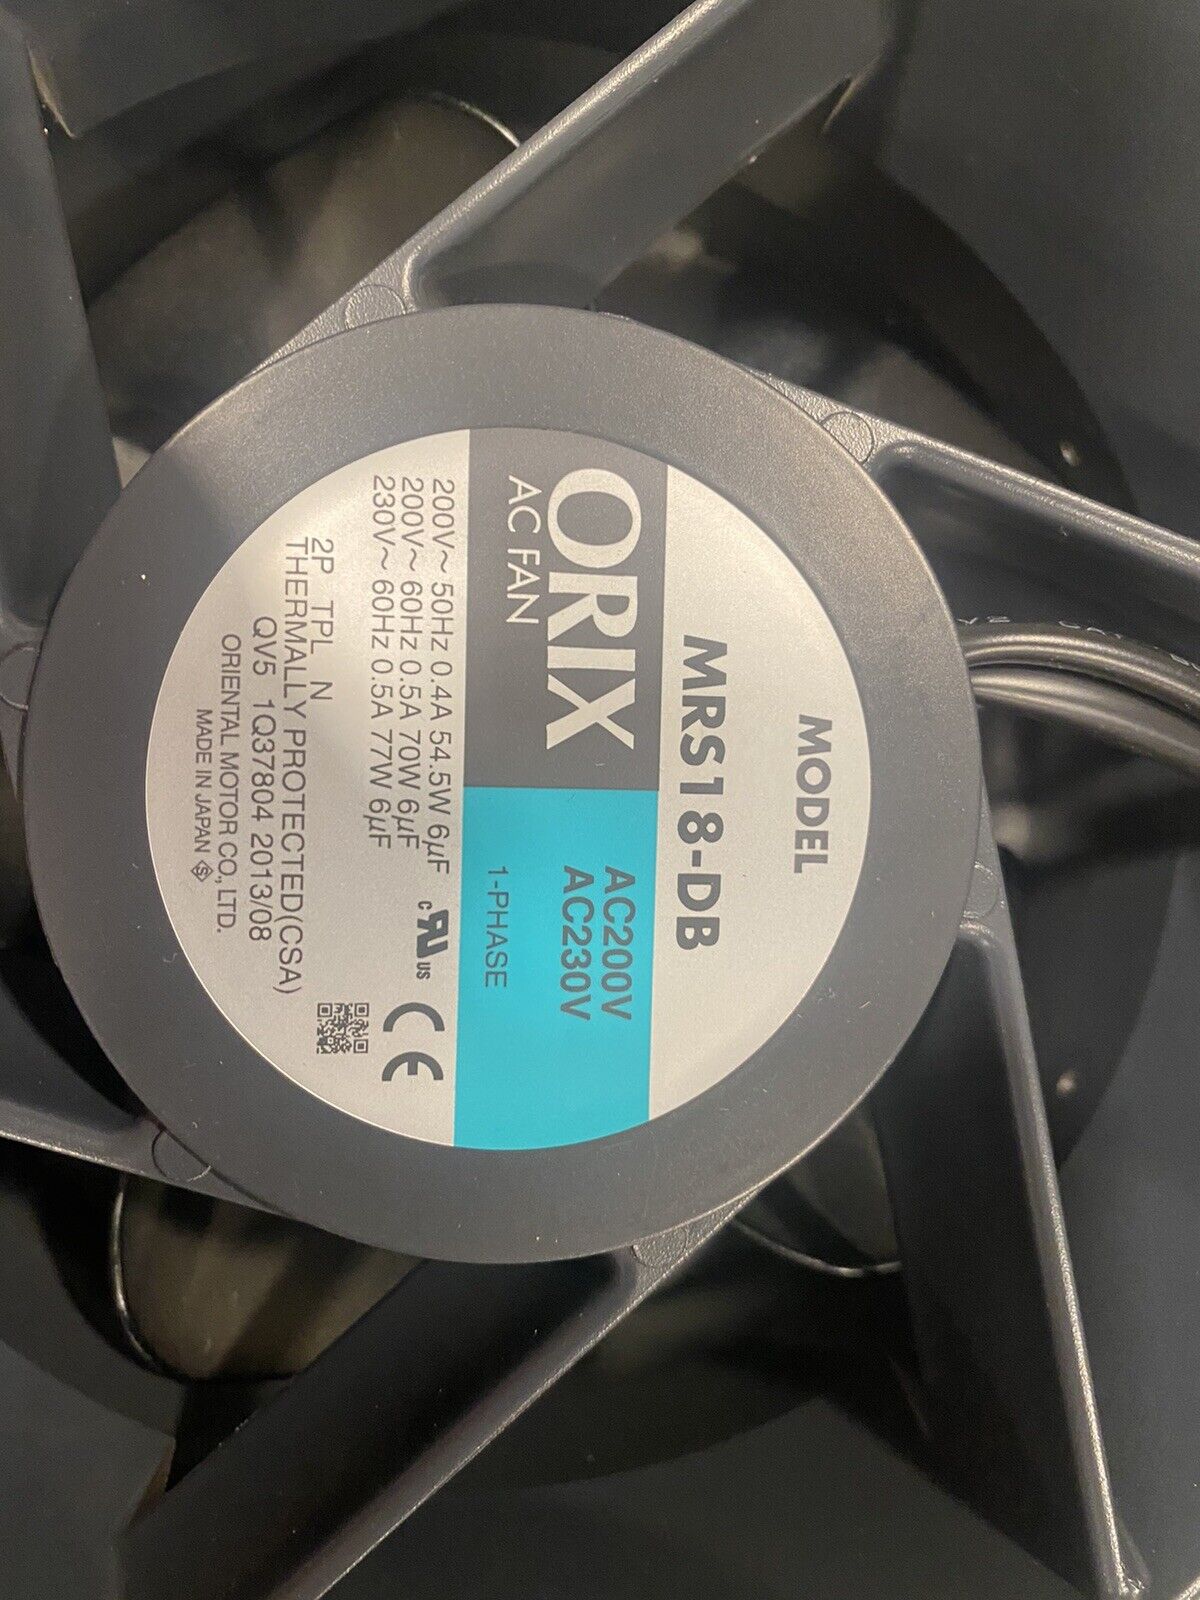 MODEL
MRS18-DB
ORIX
AC FAN
AC200V
AC230V
1-PHASE
200V~ 50Hz 0.4A 54.5W 6µF
200V~ 60Hz 0.5A 70W 6µF
230V~ 60Hz 0.5A 77W 6µF
c RU US
CE
2P TPL N
THERMALLY PROTECTED(CSA)
QV5 1Q37804 2013/08
ORIENTAL MOTOR CO., LTD.
MADE IN JAPAN S